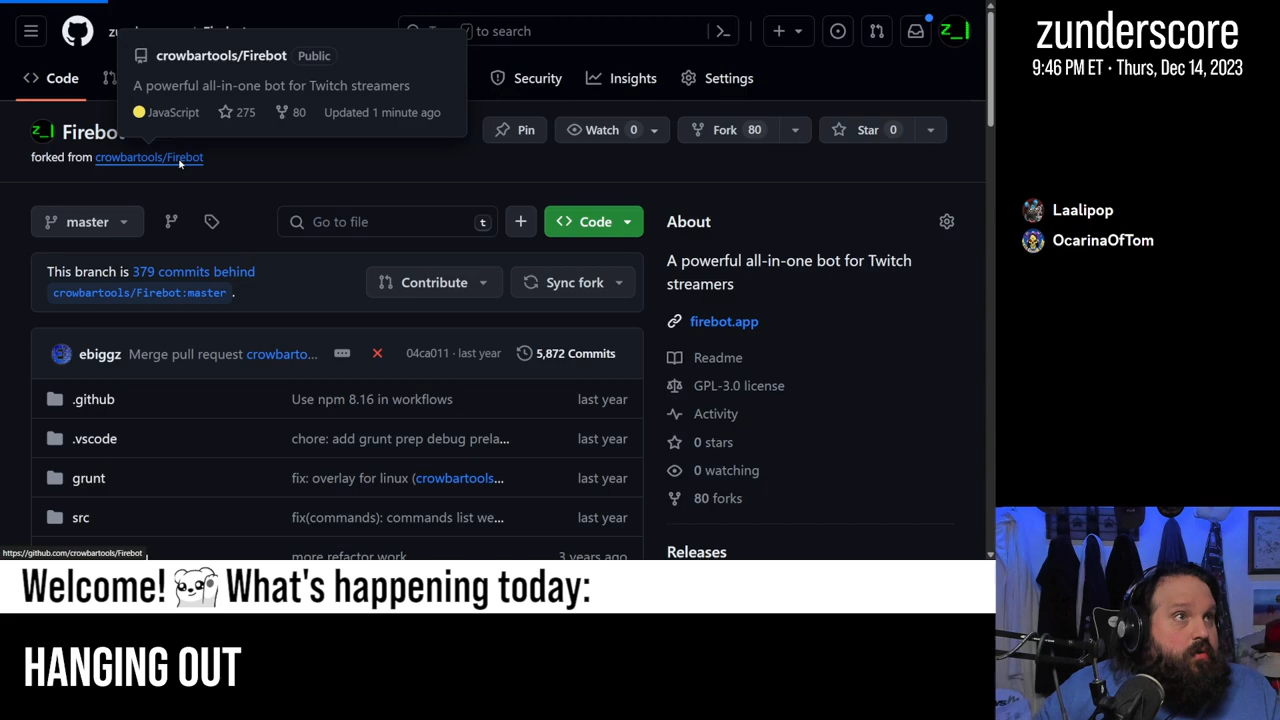 to search
zunderscore
9:46 PM ET • Thurs, Dec 14, 2023
crowbartools/Firebot Public
A powerful all-in-one bot for Twitch streamers
JavaScript 275 80 Updated 1 minute ago
Code
Security
Insights
Settings
Firebot
Pin
Watch 0
Fork 80
Star 0
forked from crowbartools/Firebot
Laalipop
OcarinaOfTom
master
Go to file t
Code
About
A powerful all-in-one bot for Twitch
streamers
This branch is 379 commits behind
crowbartools/Firebot:master .
Contribute
Sync fork
firebot.app
ebiggz Merge pull request crowbarto... 04ca011 · last year 5,872 Commits
Readme
GPL-3.0 license
Activity
0 stars
0 watching
80 forks
.github Use npm 8.16 in workflows last year
.vscode chore: add grunt prep debug prela... last year
grunt fix: overlay for linux (crowbartools... last year
src fix(commands): commands list we... last year
more refactor work 3 years ago
Releases
https://github.com/crowbartools/Firebot
Welcome! What's happening today:
HANGING OUT